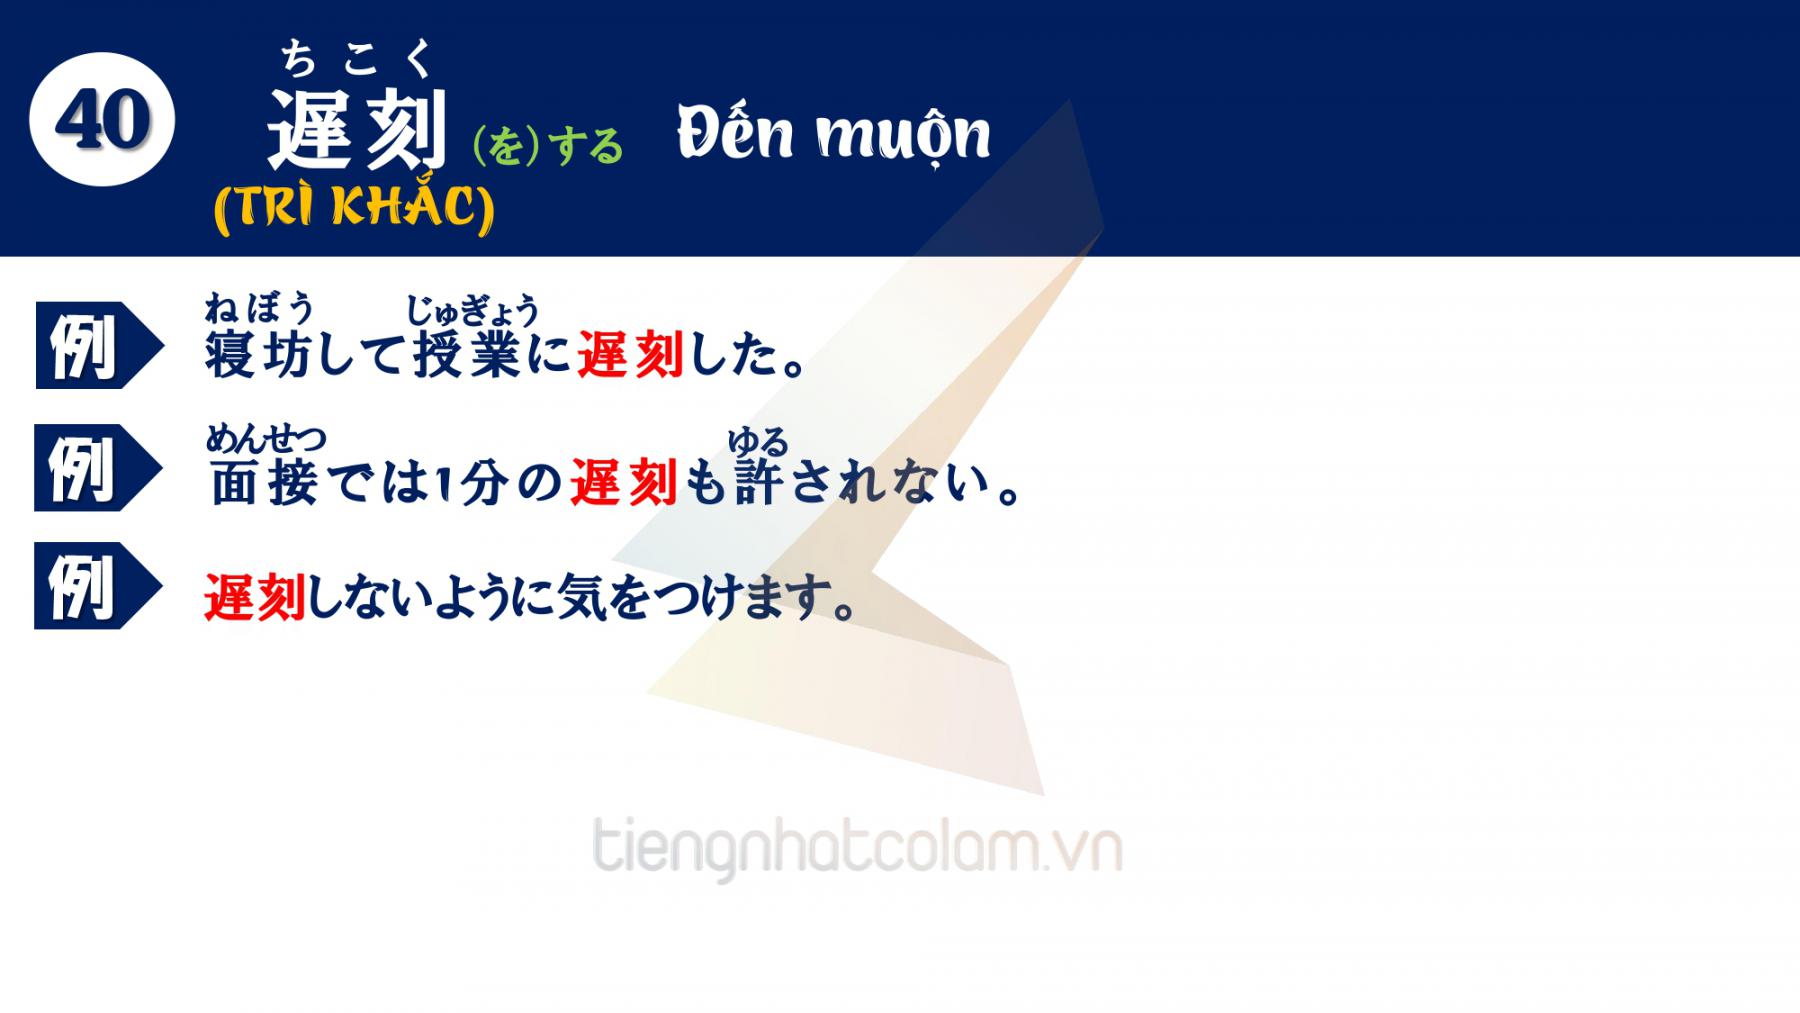 40
ちこく
遅刻(を)する Đến muộn
(TRÌ KHẮC)
ねぼう じゅぎょう
例 寝坊して授業に遅刻した。
めんせつ ゆる
例 面接では1分の遅刻も許されない。
例 遅刻しないように気をつけます。
tiengnhatcolam.vn